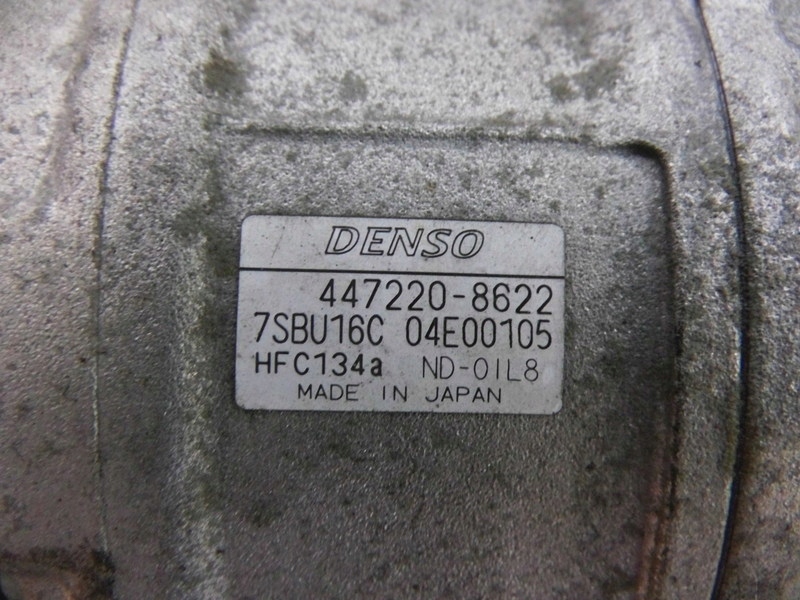 DENSO
447220-8622
7SBU16C 04E00105
HFC134a ND-OIL8
MADE IN JAPAN